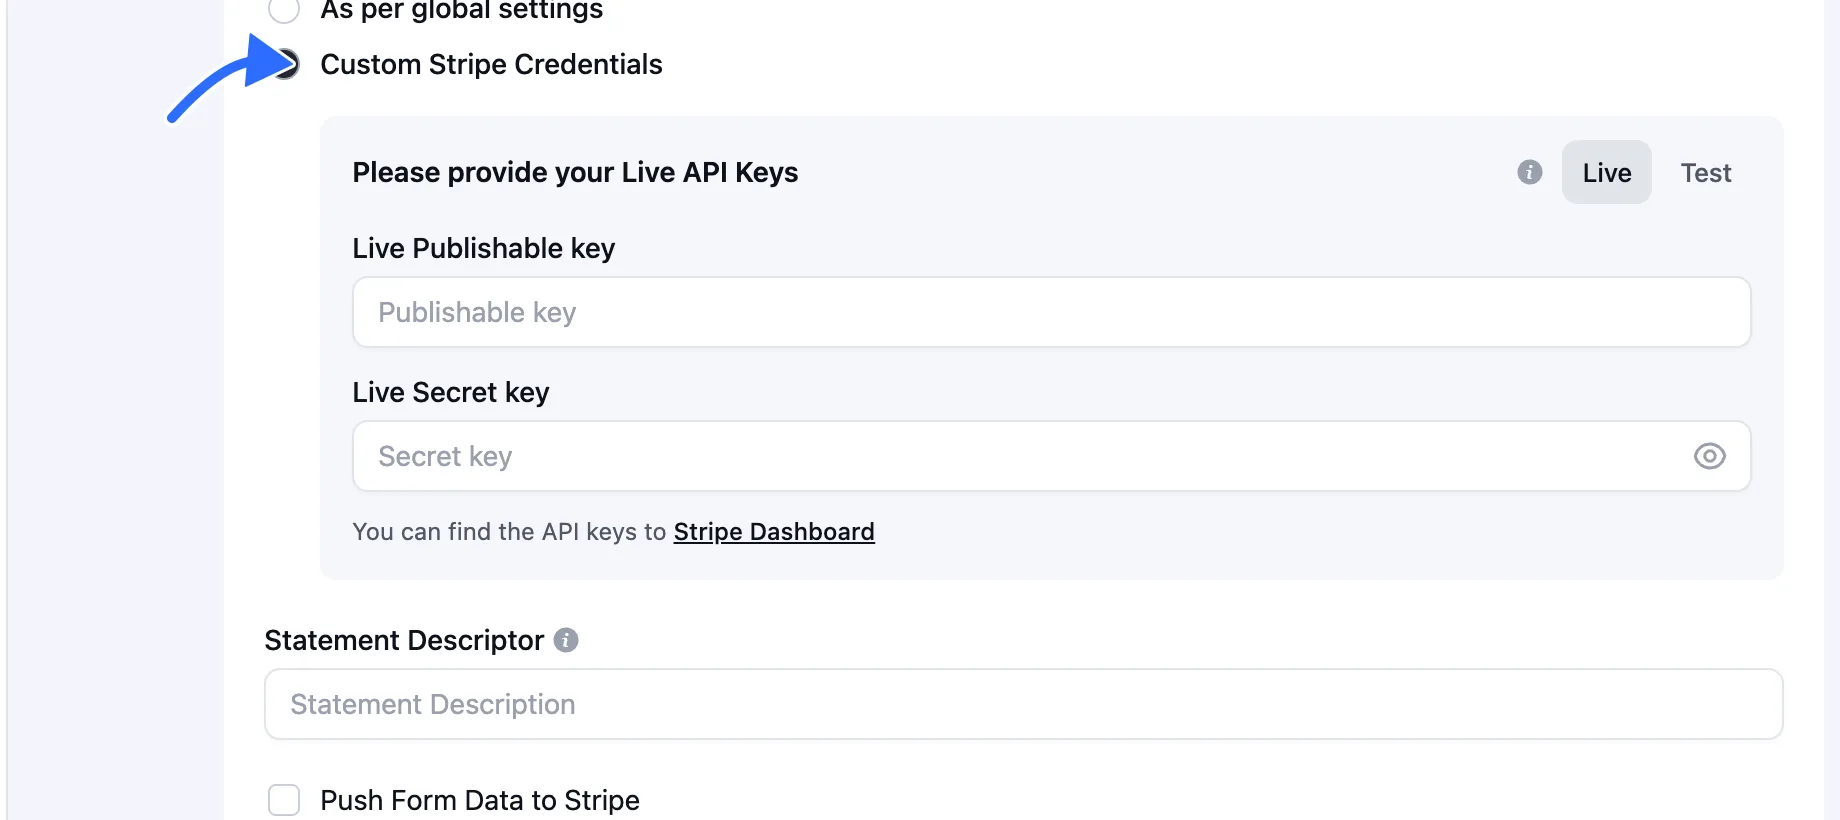 As per global settings
Custom Stripe Credentials
Please provide your Live API Keys
Live
Test
Live Publishable key
Publishable key
Live Secret key
Secret key
You can find the API keys to Stripe Dashboard
Statement Descriptor
Statement Description
Push Form Data to Stripe